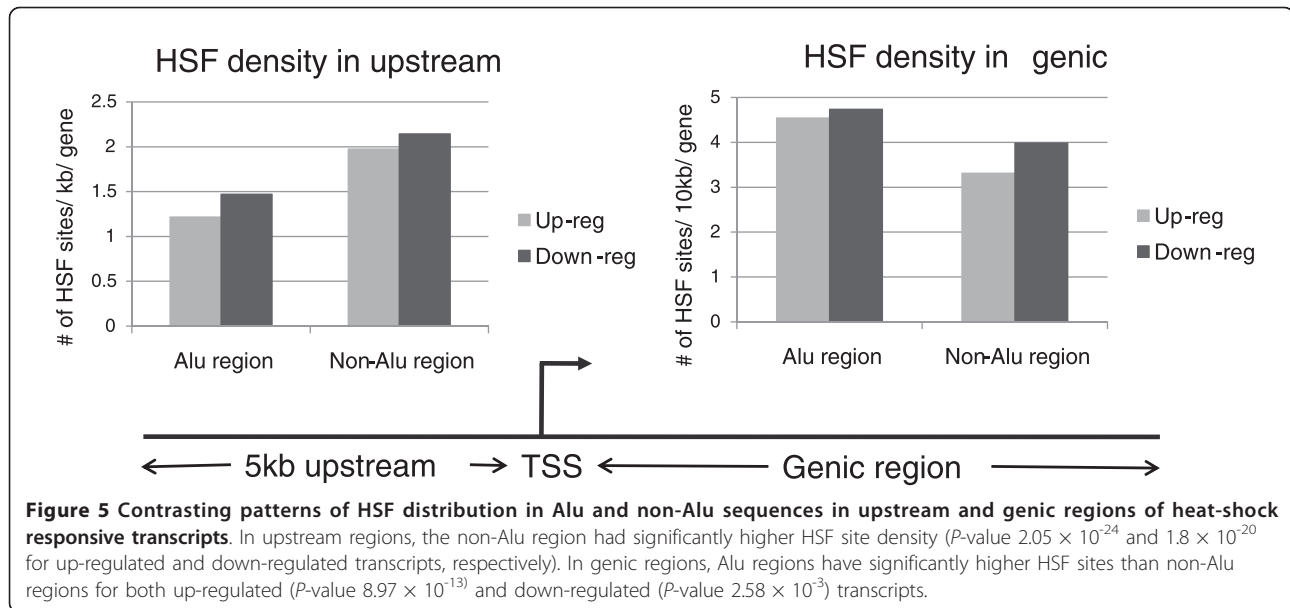 HSF density in upstream
# of HSF sites/ kb/ gene
2.5
2
1.5
1
0.5
0
Alu region
Non-Alu region
Up-reg
Down-reg
HSF density in genic
# of HSF sites/ 10kb/ gene
5
4
3
2
1
0
Alu region
Non-Alu region
Up-reg
Down-reg
5kb upstream
TSS
Genic region
Figure 5 Contrasting patterns of HSF distribution in Alu and non-Alu sequences in upstream and genic regions of heat-shock
responsive transcripts. In upstream regions, the non-Alu region had significantly higher HSF site density (P-value 2.05 × 10⁻²⁴ and 1.8 × 10⁻²⁰
for up-regulated and down-regulated transcripts, respectively). In genic regions, Alu regions have significantly higher HSF sites than non-Alu
regions for both up-regulated (P-value 8.97 × 10⁻¹³⁾ and down-regulated (P-value 2.58 × 10⁻³) transcripts.